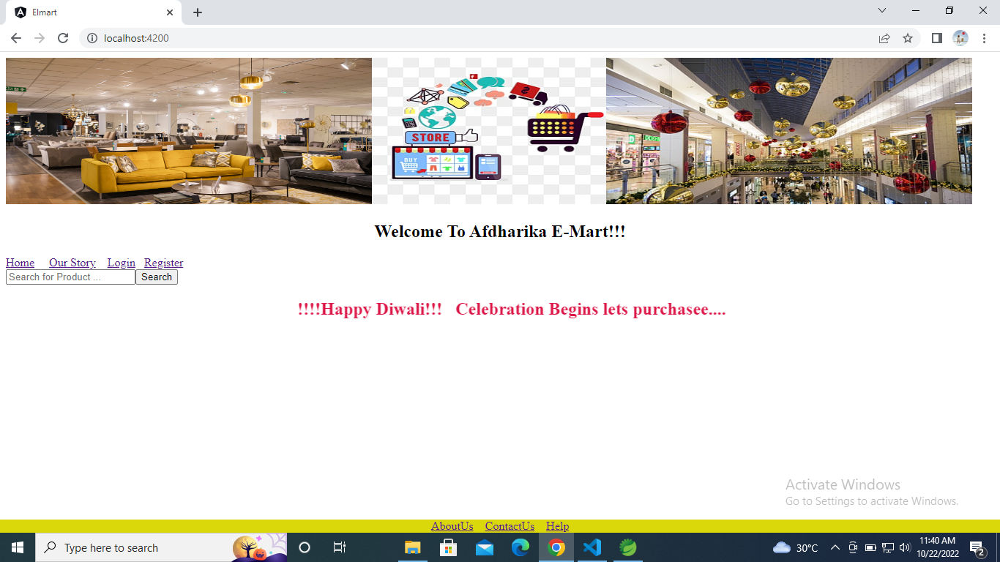 Elmart
localhost:4200
STORE
BUY
Welcome To Afdharika E-Mart!!!
Home Our Story Login Register
Search for Product ... Search
!!!!Happy Diwali!!! Celebration Begins lets purchasee....
Activate Windows
Go to Settings to activate Windows.
AboutUs ContactUs Help
Type here to search
30°C
11:40 AM
10/22/2022
2